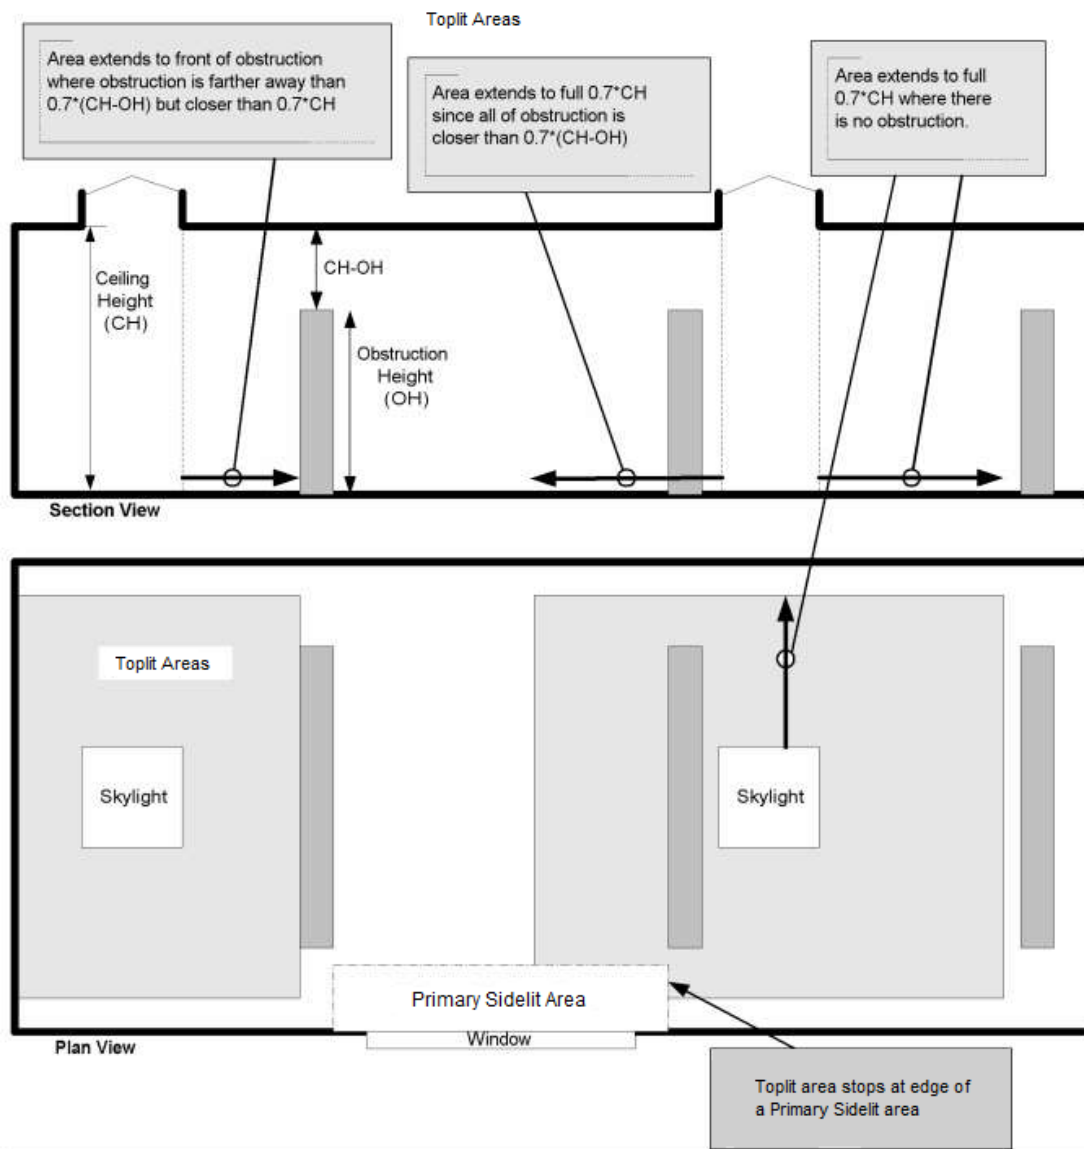 Toplit Areas
Area extends to front of obstruction
where obstruction is farther away than
0.7*(CH-OH) but closer than 0.7*CH
Area extends to full 0.7*CH
since all of obstruction is
closer than 0.7*(CH-OH)
Area extends to full
0.7*CH where there
is no obstruction.
Ceiling
Height
(CH)
CH-OH
Obstruction
Height
(OH)
Section View
Toplit Areas
Skylight
Skylight
Primary Sidelit Area
Window
Plan View
Toplit area stops at edge of
a Primary Sidelit area